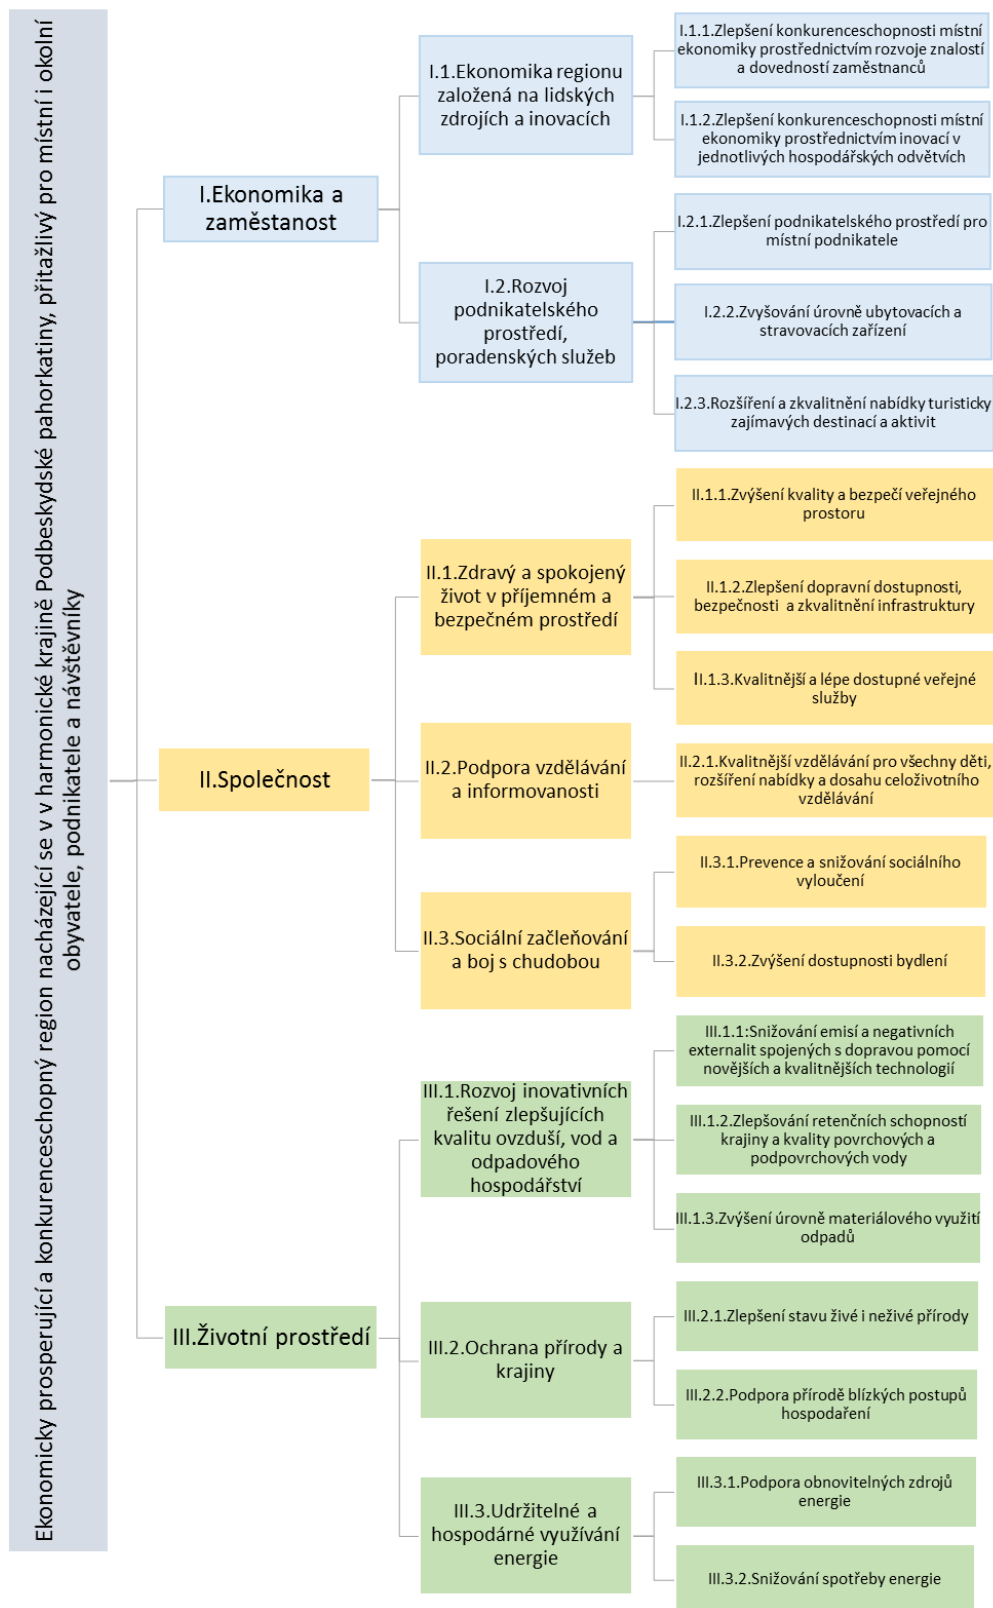 Ekonomicky prosperující a konkurenceschopný region nacházející se v v harmonické krajině Podbeskydské pahorkatiny, přitažlivý pro místní i okolní
obyvatele, podnikatele a návštěvníky
I.Ekonomika a
zaměstanost
I.1.Ekonomika regionu
založená na lidských
zdrojích a inovacích
I.1.1.Zlepšení konkurenceschopnosti místní
ekonomiky prostřednictvím rozvoje znalostí
a dovedností zaměstnanců
I.1.2.Zlepšení konkurenceschopnosti místní
ekonomiky prostřednictvím inovací v
jednotlivých hospodářských odvětvích
I.2.Rozvoj
podnikatelského
prostředí,
poradenských služeb
I.2.1.Zlepšení podnikatelského prostředí pro
místní podnikatele
I.2.2.Zvyšování úrovně ubytovacích a
stravovacích zařízení
I.2.3.Rozšíření a zkvalitnění nabídky turisticky
zajímavých destinací a aktivit
II.Společnost
II.1.Zdravý a spokojený
život v příjemném a
bezpečném prostředí
II.1.1.Zvýšení kvality a bezpečí veřejného
prostoru
II.1.2.Zlepšení dopravní dostupnosti,
bezpečnosti a zkvalitnění infrastruktury
II.1.3.Kvalitnější a lépe dostupné veřejné
služby
II.2.Podpora vzdělávání
a informovanosti
II.2.1.Kvalitnější vzdělávání pro všechny děti,
rozšíření nabídky a dosahu celoživotního
vzdělávání
II.3.Sociální začleňování
a boj s chudobou
II.3.1.Prevence a snižování sociálního
vyloučení
II.3.2.Zvýšení dostupnosti bydlení
III.Životní prostředí
III.1.Rozvoj inovativních
řešení zlepšujících
kvalitu ovzduší, vod a
odpadového
hospodářství
III.1.1:Snižování emisí a negativních
externalit spojených s dopravou pomocí
novějších a kvalitnějších technologií
III.1.2.Zlepšování retenčních schopností
krajiny a kvality povrchových a
podpovrchových vody
III.1.3.Zvýšení úrovně materiálového využití
odpadů
III.2.Ochrana přírody a
krajiny
III.2.1.Zlepšení stavu živé i neživé přírody
III.2.2.Podpora přírodě blízkých postupů
hospodaření
III.3.Udržitelné a
hospodárné využívání
energie
III.3.1.Podpora obnovitelných zdrojů
energie
III.3.2.Snižování spotřeby energie